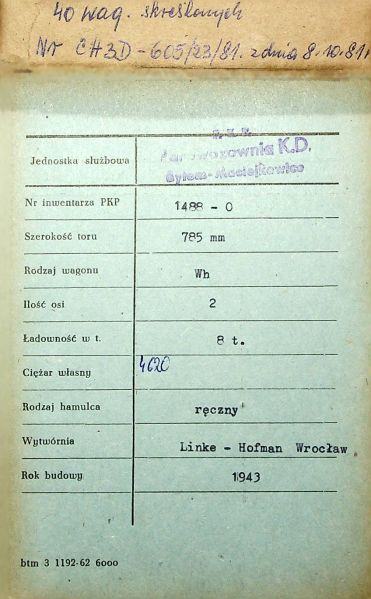 40 wag. skreślonych
Nr CH3D-605/23/81. z dnia 8.10.81r
P. K. P.
Parowozownia K.D.
Bytom-Maciejkowice
Jednostka służbowa
Nr inwentarza PKP 1488 - 0
Szerokość toru 785 mm
Rodzaj wagonu Wh
Ilość osi 2
Ładowność w t. 8 t.
Ciężar własny 4620
Rodzaj hamulca ręczny
Wytwórnia Linke - Hofman Wrocław
Rok budowy 1943
btm 3 1192-62 6000